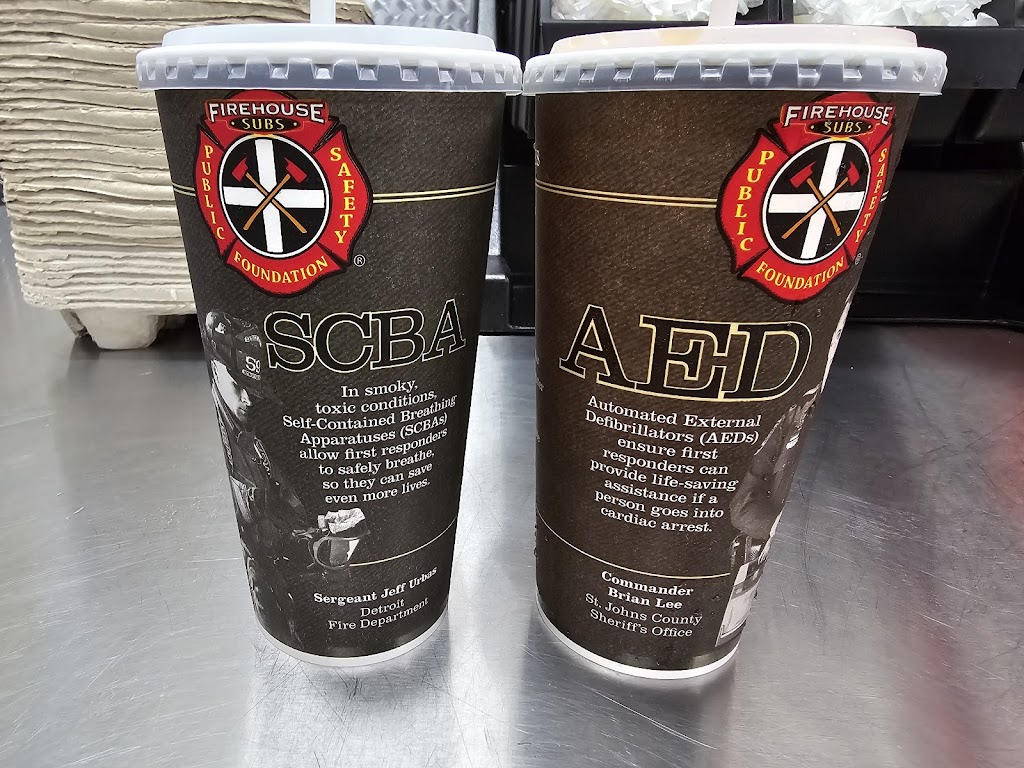 FIREHOUSE
SUBS
PUBLIC
SAFETY
FOUNDATION
®
SCBA
In smoky,
toxic conditions,
Self-Contained Breathing
Apparatuses (SCBAs)
allow first responders
to safely breathe,
so they can save
even more lives.
Sergeant Jeff Urbas
Detroit
Fire Department
FIREHOUSE
SUBS
PUBLIC
SAFETY
FOUNDATION
®
AED
Automated External
Defibrillators (AEDs)
ensure first
responders can
provide life-saving
assistance if a
person goes into
cardiac arrest.
Commander
Brian Lee
St. Johns County
Sheriff's Office